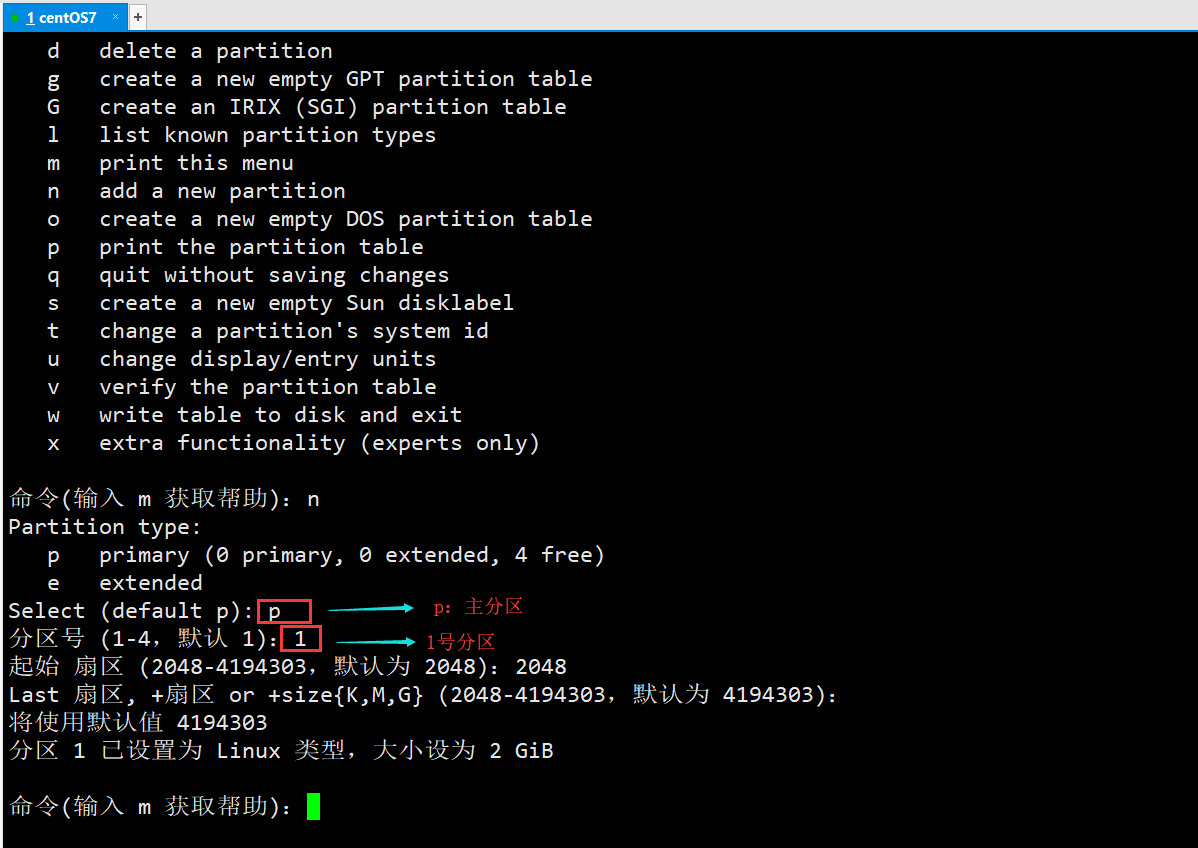 1 centOS7 × +
d delete a partition
g create a new empty GPT partition table
G create an IRIX (SGI) partition table
l list known partition types
m print this menu
n add a new partition
o create a new empty DOS partition table
p print the partition table
q quit without saving changes
s create a new empty Sun disklabel
t change a partition's system id
u change display/entry units
v verify the partition table
w write table to disk and exit
x extra functionality (experts only)
命令(输入 m 获取帮助)：n
Partition type:
p primary (0 primary, 0 extended, 4 free)
e extended
Select (default p): p p：主分区
分区号 (1-4，默认 1)：1 1号分区
起始 扇区 (2048-4194303，默认为 2048)：2048
Last 扇区, +扇区 or +size{K,M,G} (2048-4194303，默认为 4194303)：
将使用默认值 4194303
分区 1 已设置为 Linux 类型，大小设为 2 GiB
命令(输入 m 获取帮助)：